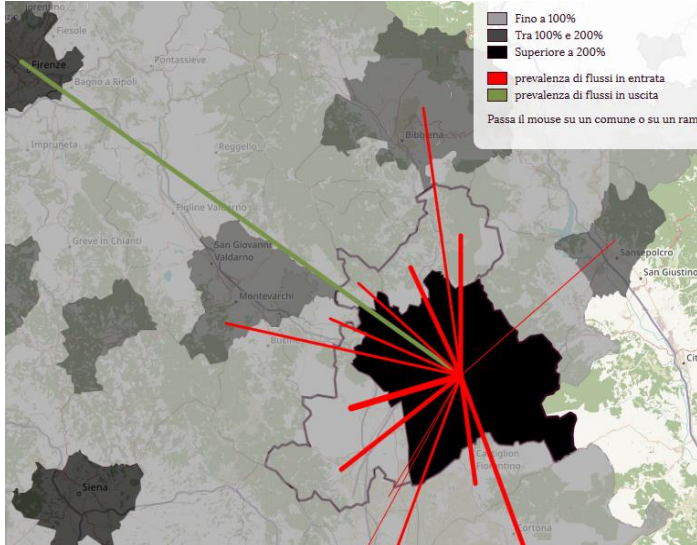 Fino a 100%
Tra 100% e 200%
Superiore a 200%
prevalenza di flussi in entrata
prevalenza di flussi in uscita
Passa il mouse su un comune o su un ram
Fiesole
Pontassieve
Firenze
Bagno a Ripoli
Impruneta
Reggello
Bibbiena
Figline Valdarno
Greve in Chianti
San Giovanni
Valdarno
Sansepolcro
San Giustino
Montevarchi
Bucine
Cit
Castiglion
Fiorentino
Siena
Cortona